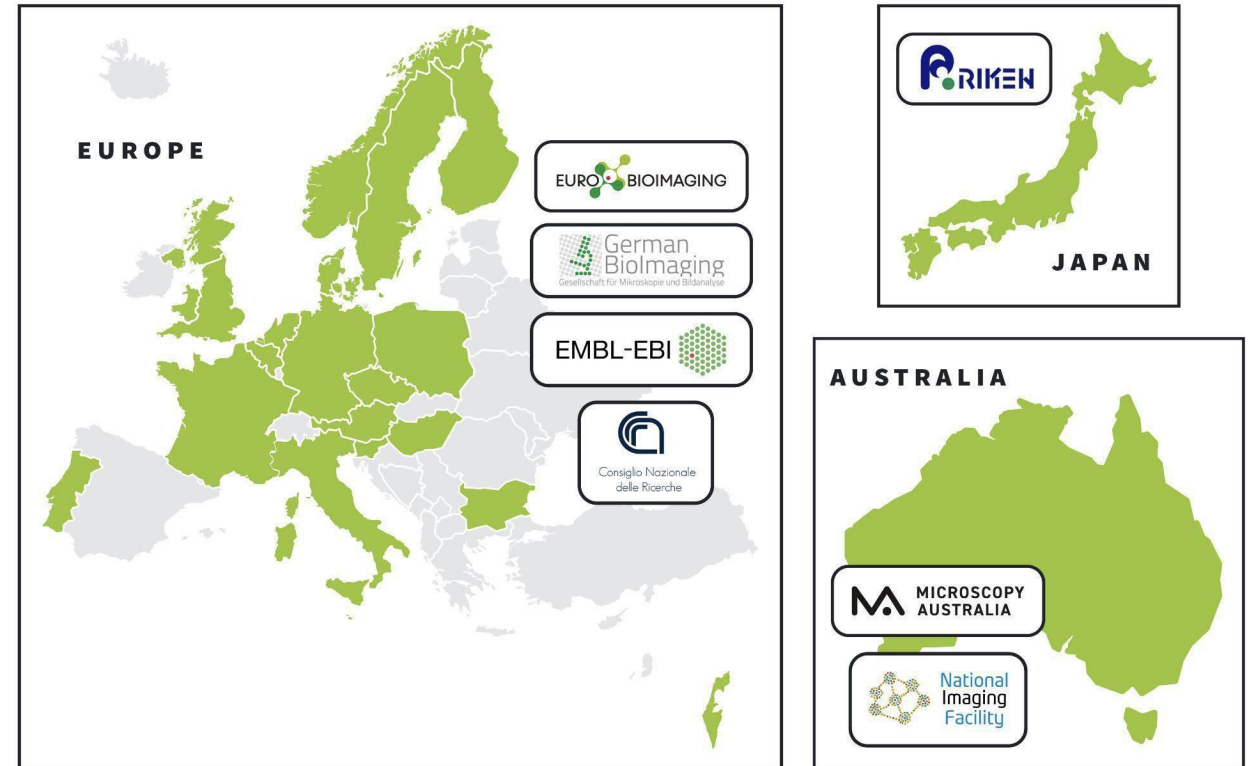 EUROPE
EURO BIOIMAGING
German
BioImaging
Gesellschaft für Mikroskopie und Bildanalyse
EMBL-EBI
Consiglio Nazionale
delle Ricerche
RIKEN
JAPAN
AUSTRALIA
MICROSCOPY
AUSTRALIA
National
Imaging
Facility